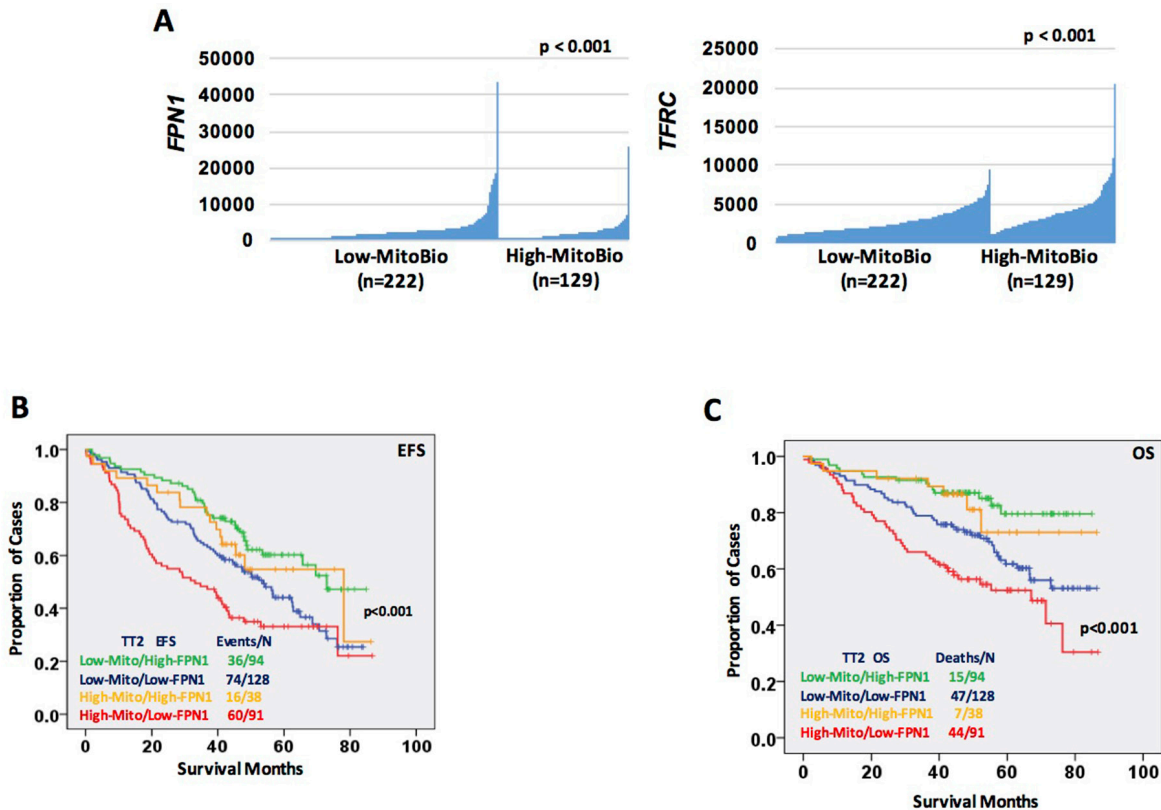 A
FPN1
50000
40000
30000
20000
10000
0
p < 0.001
Low-MitoBio
(n=222)
High-MitoBio
(n=129)
TFRC
25000
20000
15000
10000
5000
0
p < 0.001
Low-MitoBio
(n=222)
High-MitoBio
(n=129)
B
EFS
Proportion of Cases
1.0
0.8
0.6
0.4
0.2
0.0
p<0.001
TT2 EFS Events/N
Low-Mito/High-FPN1 36/94
Low-Mito/Low-FPN1 74/128
High-Mito/High-FPN1 16/38
High-Mito/Low-FPN1 60/91
0 20 40 60 80 100
Survival Months
C
OS
Proportion of Cases
1.0
0.8
0.6
0.4
0.2
0.0
p<0.001
TT2 OS Deaths/N
Low-Mito/High-FPN1 15/94
Low-Mito/Low-FPN1 47/128
High-Mito/High-FPN1 7/38
High-Mito/Low-FPN1 44/91
0 20 40 60 80 100
Survival Months